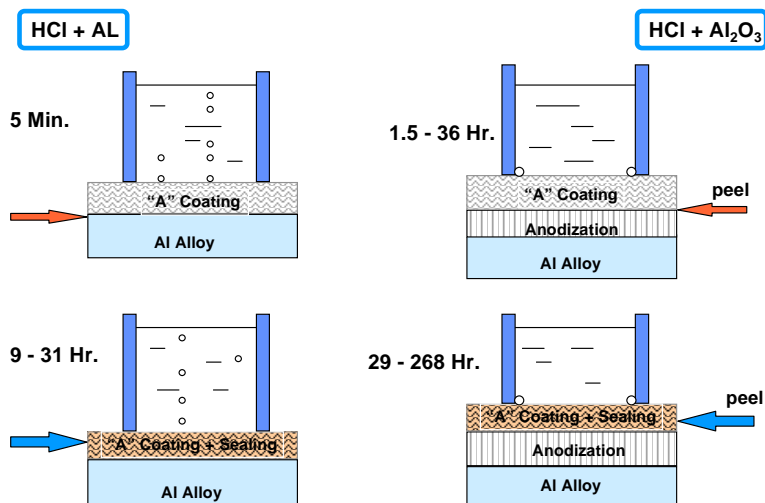 HCl + AL
HCl + Al₂O₃
5 Min.
"A" Coating
Al Alloy
1.5 - 36 Hr.
"A" Coating
peel
Anodization
Al Alloy
9 - 31 Hr.
"A" Coating + Sealing
Al Alloy
29 - 268 Hr.
"A" Coating + Sealing
peel
Anodization
Al Alloy